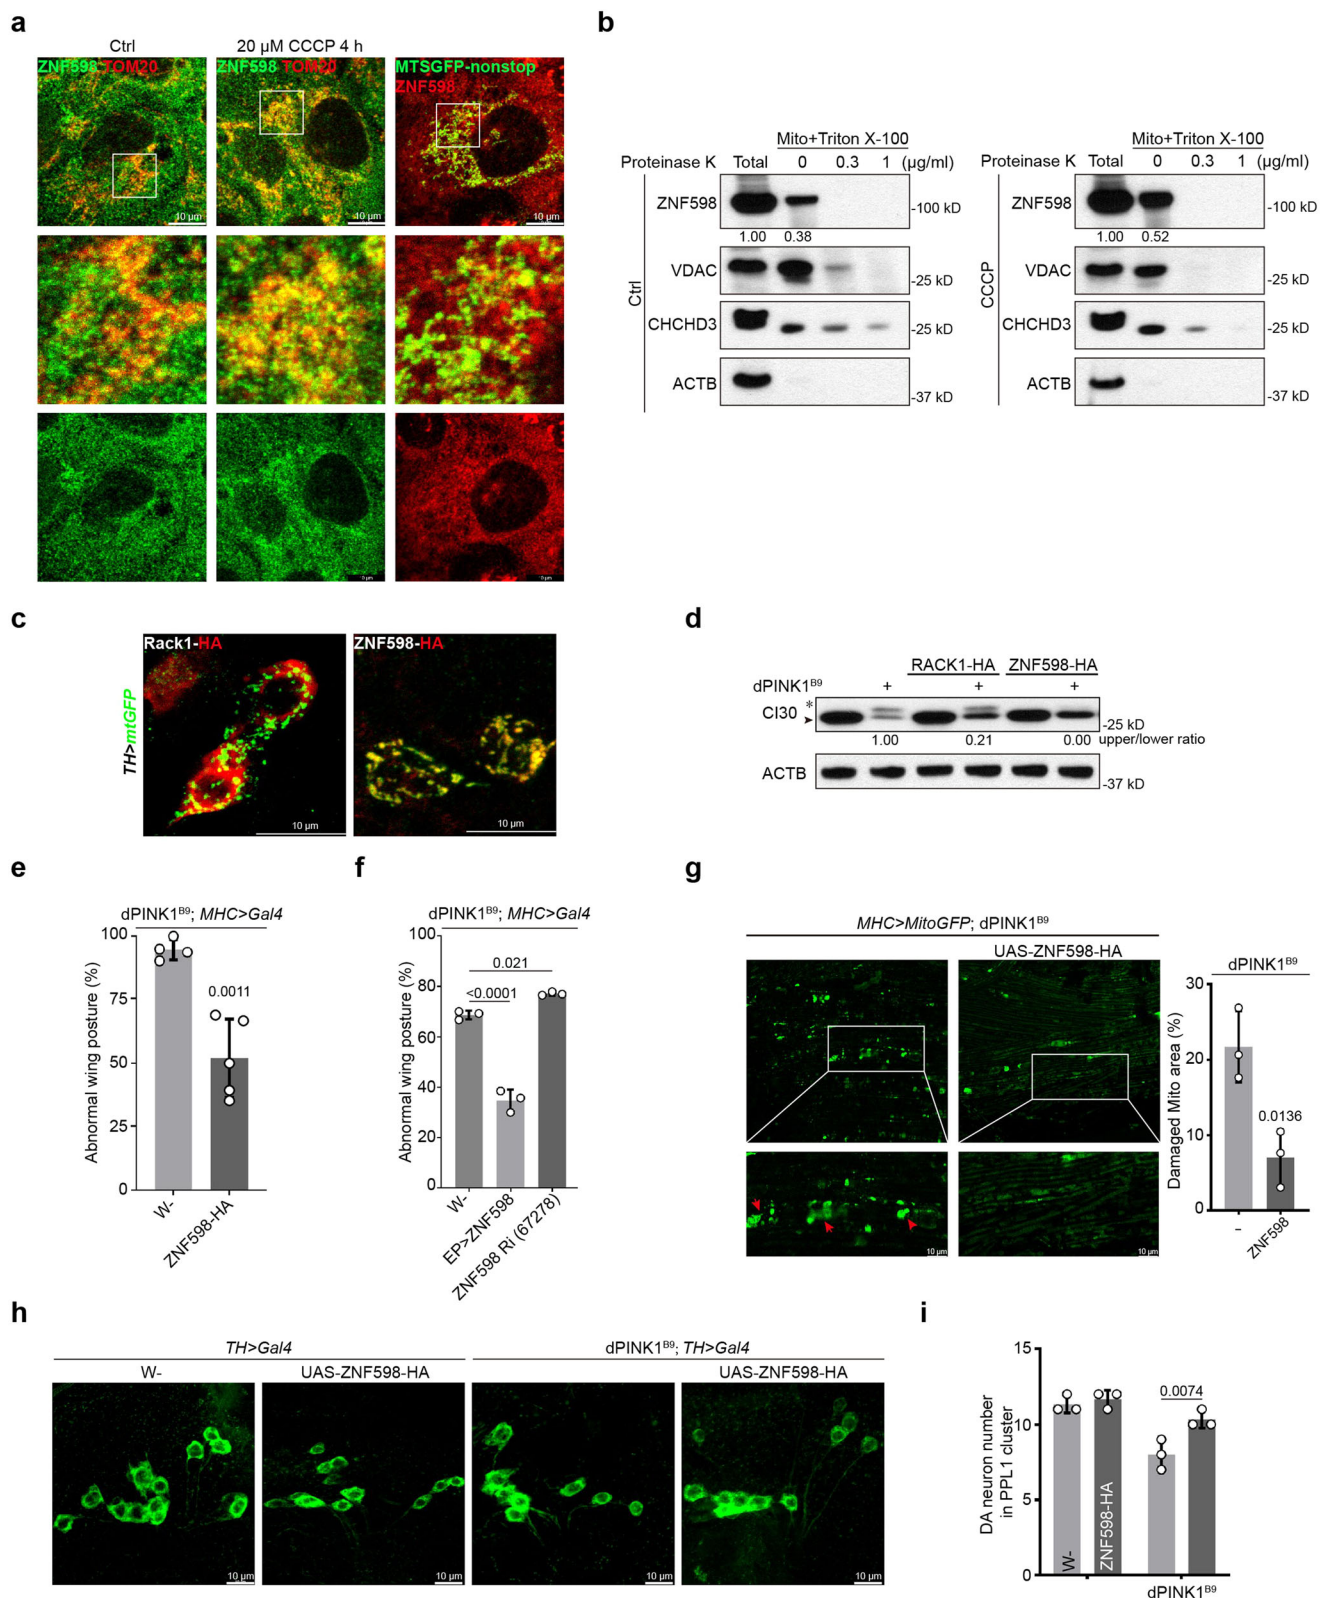 a
Ctrl
20 µM CCCP 4 h
ZNF598 TOM20
ZNF598 TOM20
MTSGFP-nonstop
ZNF598
10 µm
10 µm
10 µm
b
Mito+Triton X-100
Proteinase K Total 0 0.3 1 (µg/ml)
Ctrl
ZNF598 -100 kD
1.00 0.38
VDAC -25 kD
CHCHD3 -25 kD
ACTB -37 kD
Mito+Triton X-100
Proteinase K Total 0 0.3 1 (µg/ml)
CCCP
ZNF598 -100 kD
1.00 0.52
VDAC -25 kD
CHCHD3 -25 kD
ACTB -37 kD
c
TH>mtGFP
Rack1-HA
ZNF598-HA
10 µm
10 µm
d
RACK1-HA ZNF598-HA
dPINK1B9 + + +
*
CI30 -25 kD
1.00 0.21 0.00 upper/lower ratio
ACTB -37 kD
e
dPINK1B9; MHC>Gal4
Abnormal wing posture (%)
100
75
50
25
0
0.0011
W-
ZNF598-HA
f
dPINK1B9; MHC>Gal4
Abnormal wing posture (%)
100
80
60
40
20
0
0.021
<0.0001
W-
EP>ZNF598
ZNF598 Ri (67278)
g
MHC>MitoGFP; dPINK1B9
UAS-ZNF598-HA
10 µm
10 µm
dPINK1B9
Damaged Mito area (%)
30
20
10
0
0.0136
–
ZNF598
h
TH>Gal4
dPINK1B9; TH>Gal4
W-
UAS-ZNF598-HA
UAS-ZNF598-HA
10 µm
10 µm
10 µm
10 µm
i
DA neuron number
in PPL1 cluster
15
10
5
0
0.0074
W-
ZNF598-HA
dPINK1B9